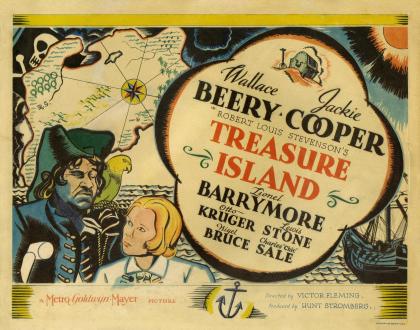 Wallace Jackie
BEERY · COOPER
in
ROBERT LOUIS STEVENSON'S
TREASURE
ISLAND
Lionel
BARRYMORE
Otto Lewis
KRUGER STONE
Nigel Charles "Chic"
BRUCE SALE
A Metro-Goldwyn-Mayer PICTURE
Directed by VICTOR FLEMING.
Produced by HUNT STROMBERG.